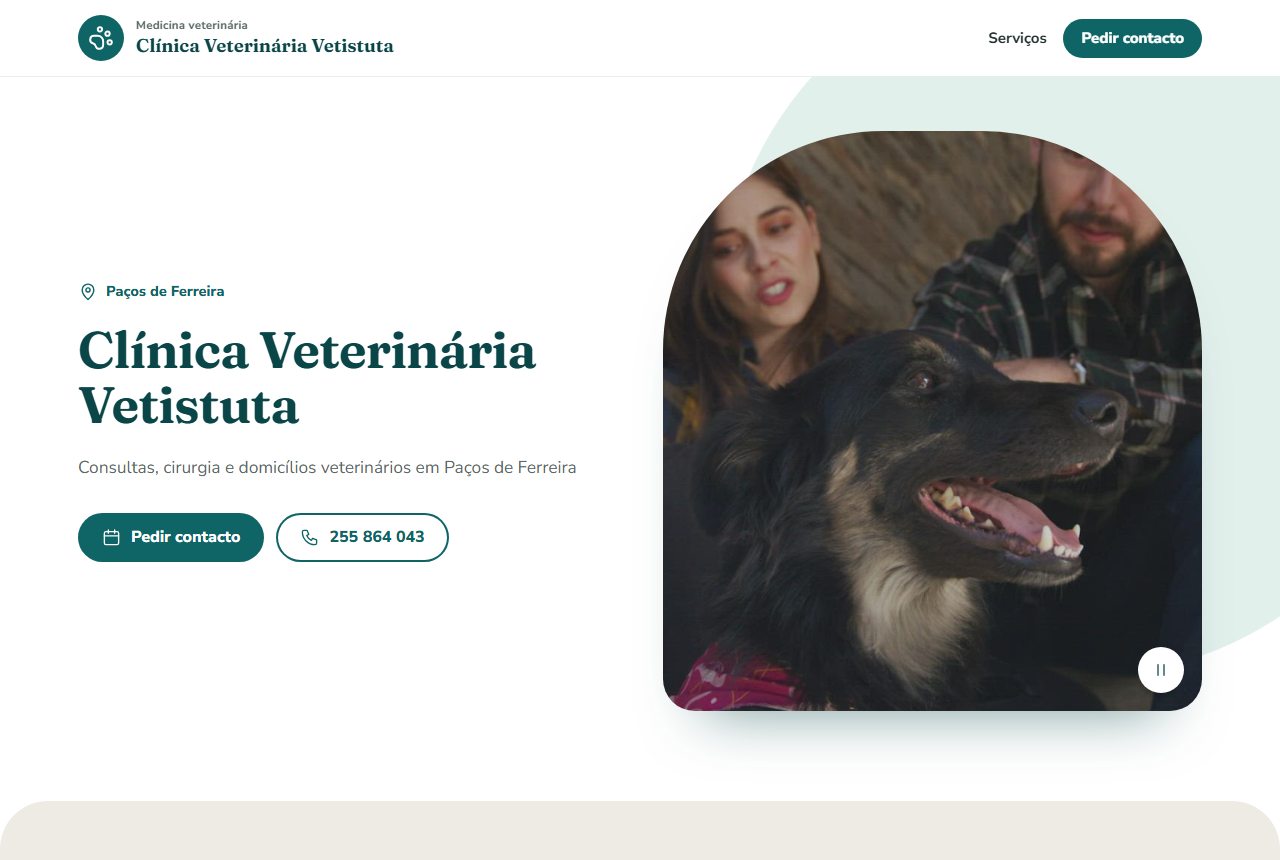 Medicina veterinária
Clínica Veterinária Vetistuta
Serviços
Pedir contacto
Paços de Ferreira
Clínica Veterinária
Vetistuta
Consultas, cirurgia e domicílios veterinários em Paços de Ferreira
Pedir contacto
255 864 043